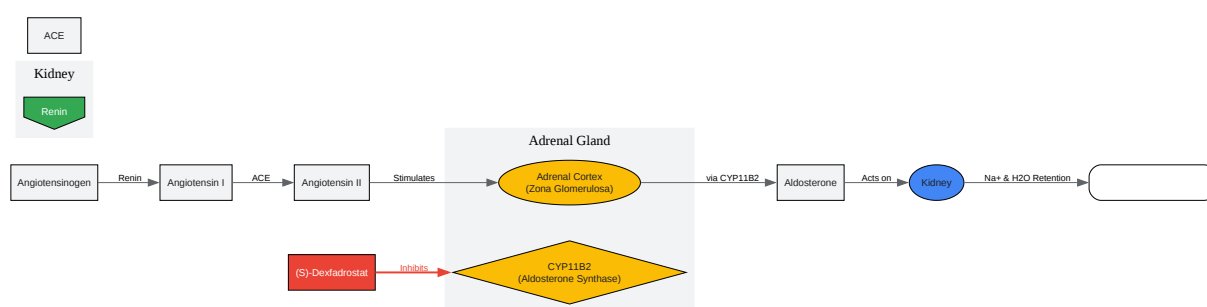 ACE
Kidney
Renin
Adrenal Gland
Angiotensinogen
Renin
Angiotensin I
ACE
Angiotensin II
Stimulates
Adrenal Cortex
(Zona Glomerulosa)
via CYP11B2
Aldosterone
Acts on
Kidney
Na+ & H2O Retention
(S)-Dexfadrostat
Inhibits
CYP11B2
(Aldosterone Synthase)